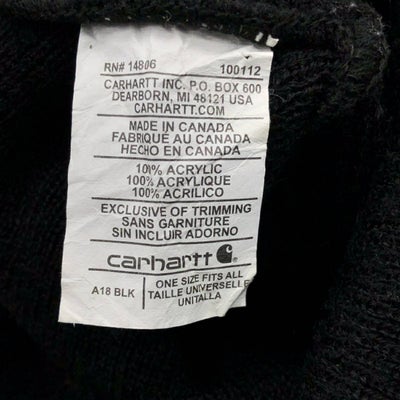 RN# 14806 100112
CARHARTT INC. P.O. BOX 600
DEARBORN, MI 48121 USA
CARHARTT.COM
MADE IN CANADA
FABRIQUÉ AU CANADA
HECHO EN CANADA
100% ACRYLIC
100% ACRYLIQUE
100% ACRILICO
EXCLUSIVE OF TRIMMING
SANS GARNITURE
SIN INCLUIR ADORNO
carhartt
A18 BLK
ONE SIZE FITS ALL
TAILLE UNIVERSELLE
UNITALLA